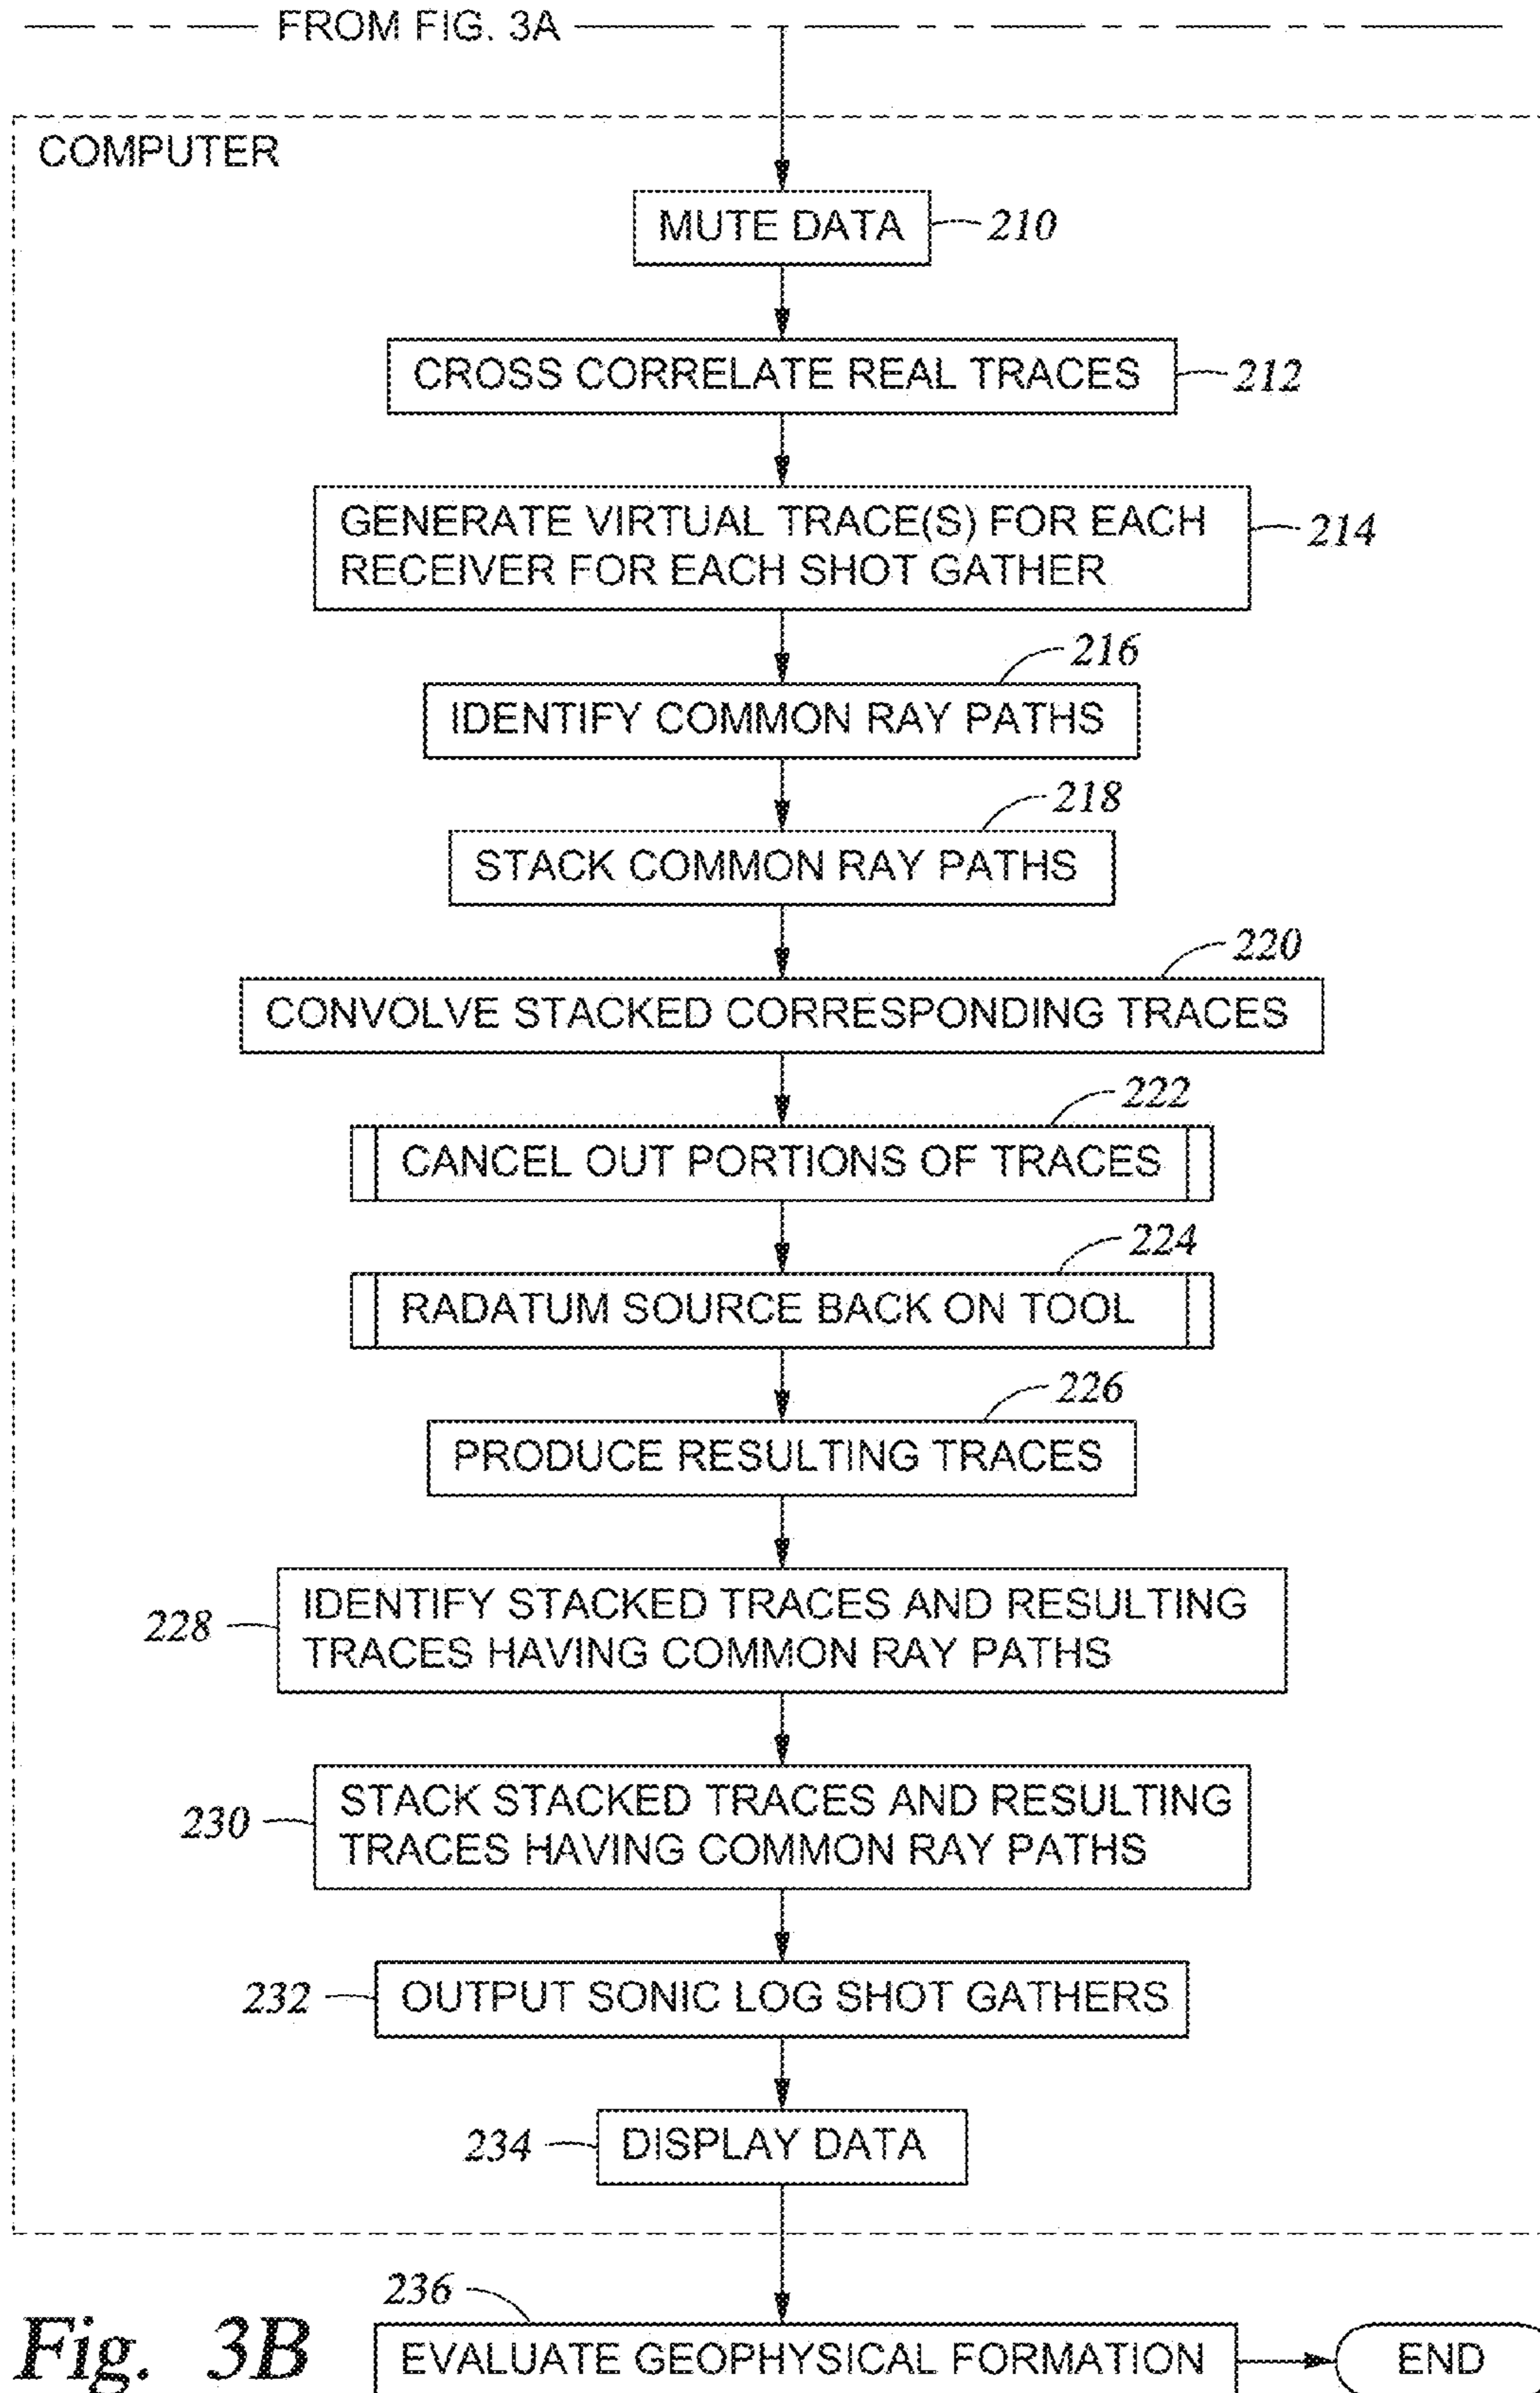 FROM FIG. 3A
COMPUTER
MUTE DATA
210
CROSS CORRELATE REAL TRACES
212
GENERATE VIRTUAL TRACE(S) FOR EACH
RECEIVER FOR EACH SHOT GATHER
214
216
IDENTIFY COMMON RAY PATHS
218
STACK COMMON RAY PATHS
220
CONVOLVE STACKED CORRESPONDING TRACES
222
CANCEL OUT PORTIONS OF TRACES
224
RADATUM SOURCE BACK ON TOOL
226
PRODUCE RESULTING TRACES
228
IDENTIFY STACKED TRACES AND RESULTING
TRACES HAVING COMMON RAY PATHS
230
STACK STACKED TRACES AND RESULTING
TRACES HAVING COMMON RAY PATHS
232
OUTPUT SONIC LOG SHOT GATHERS
234
DISPLAY DATA
236
EVALUATE GEOPHYSICAL FORMATION
END
Fig. 3B